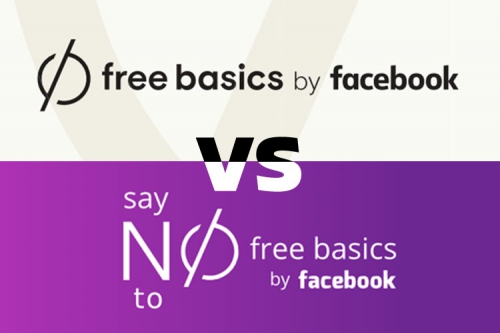 free basics by facebook
vs
say
NO free basics
by facebook
to